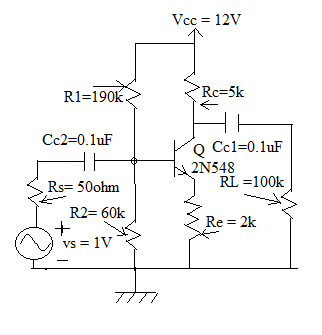 Vcc = 12V
R1=190k
Rc=5k
Cc2=0.1uF
Q Cc1=0.1uF
2N548
Rs= 50ohm
RL =100k
R2= 60k
Re = 2k
+
vs = 1V
−